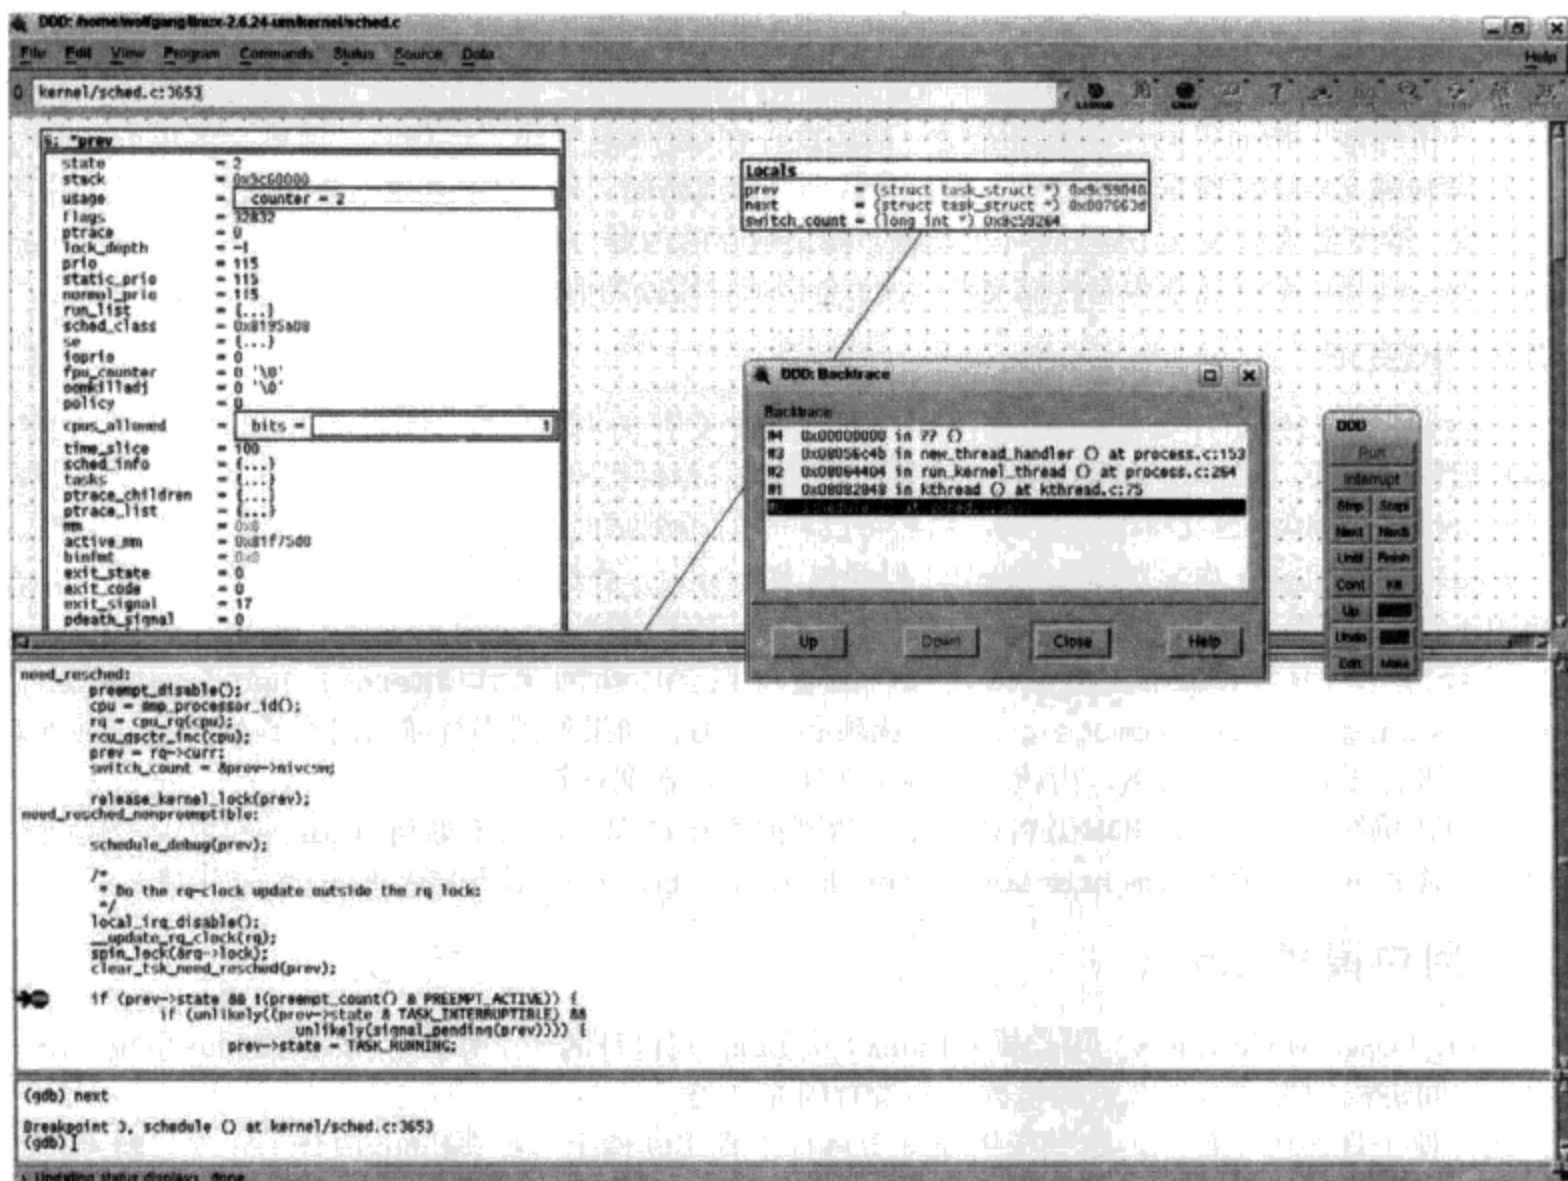 DDD: /home/wolfgang/linux-2.6.24-um/kernel/sched.c
File Edit View Program Commands Status Source Data Help
kernel/sched.c:3653
*prev
state = 2
stack = 0x9c60000
usage = counter = 2
flags = 32832
ptrace = 0
lock_depth = -1
prio = 115
static_prio = 115
normal_prio = 115
run_list = {...}
sched_class = 0x8195a08
se = {...}
ioprio = 0
fpu_counter = 0 '\0'
oomkilladj = 0 '\0'
policy = 0
cpus_allowed = bits = 1
time_slice = 100
sched_info = {...}
tasks = {...}
ptrace_children = {...}
ptrace_list = {...}
mm = 0x0
active_mm = 0x81f75d0
binfmt = 0x0
exit_state = 0
exit_code = 0
exit_signal = 17
pdeath_signal = 0
Locals
prev = (struct task_struct *) 0x9c59040
next = (struct task_struct *)
switch_count = (long int *) 0x9c59264
DDD: Backtrace
Backtrace
#4 0x00000000 in ?? ()
#3 0x08056c4b in new_thread_handler () at process.c:153
#2 0x08064404 in run_kernel_thread () at process.c:264
#1 0x08082848 in kthread () at kthread.c:75
Up Down Close Help
DDD
Run
Interrupt
Step Stepi
Next Nexti
Until Finish
Cont Kill
Up
Undo
Edit Make
need_resched:
preempt_disable();
cpu = smp_processor_id();
rq = cpu_rq(cpu);
rcu_qsctr_inc(cpu);
prev = rq->curr;
switch_count = &prev->nivcsw;
release_kernel_lock(prev);
need_resched_nonpreemptible:
schedule_debug(prev);
/*
* Do the rq-clock update outside the rq lock:
*/
local_irq_disable();
__update_rq_clock(rq);
spin_lock(&rq->lock);
clear_tsk_need_resched(prev);
if (prev->state && !(preempt_count() & PREEMPT_ACTIVE)) {
if (unlikely((prev->state & TASK_INTERRUPTIBLE) &&
unlikely(signal_pending(prev)))) {
prev->state = TASK_RUNNING;
(gdb) next
Breakpoint 3, schedule () at kernel/sched.c:3653
(gdb)
Updating status displays...done.